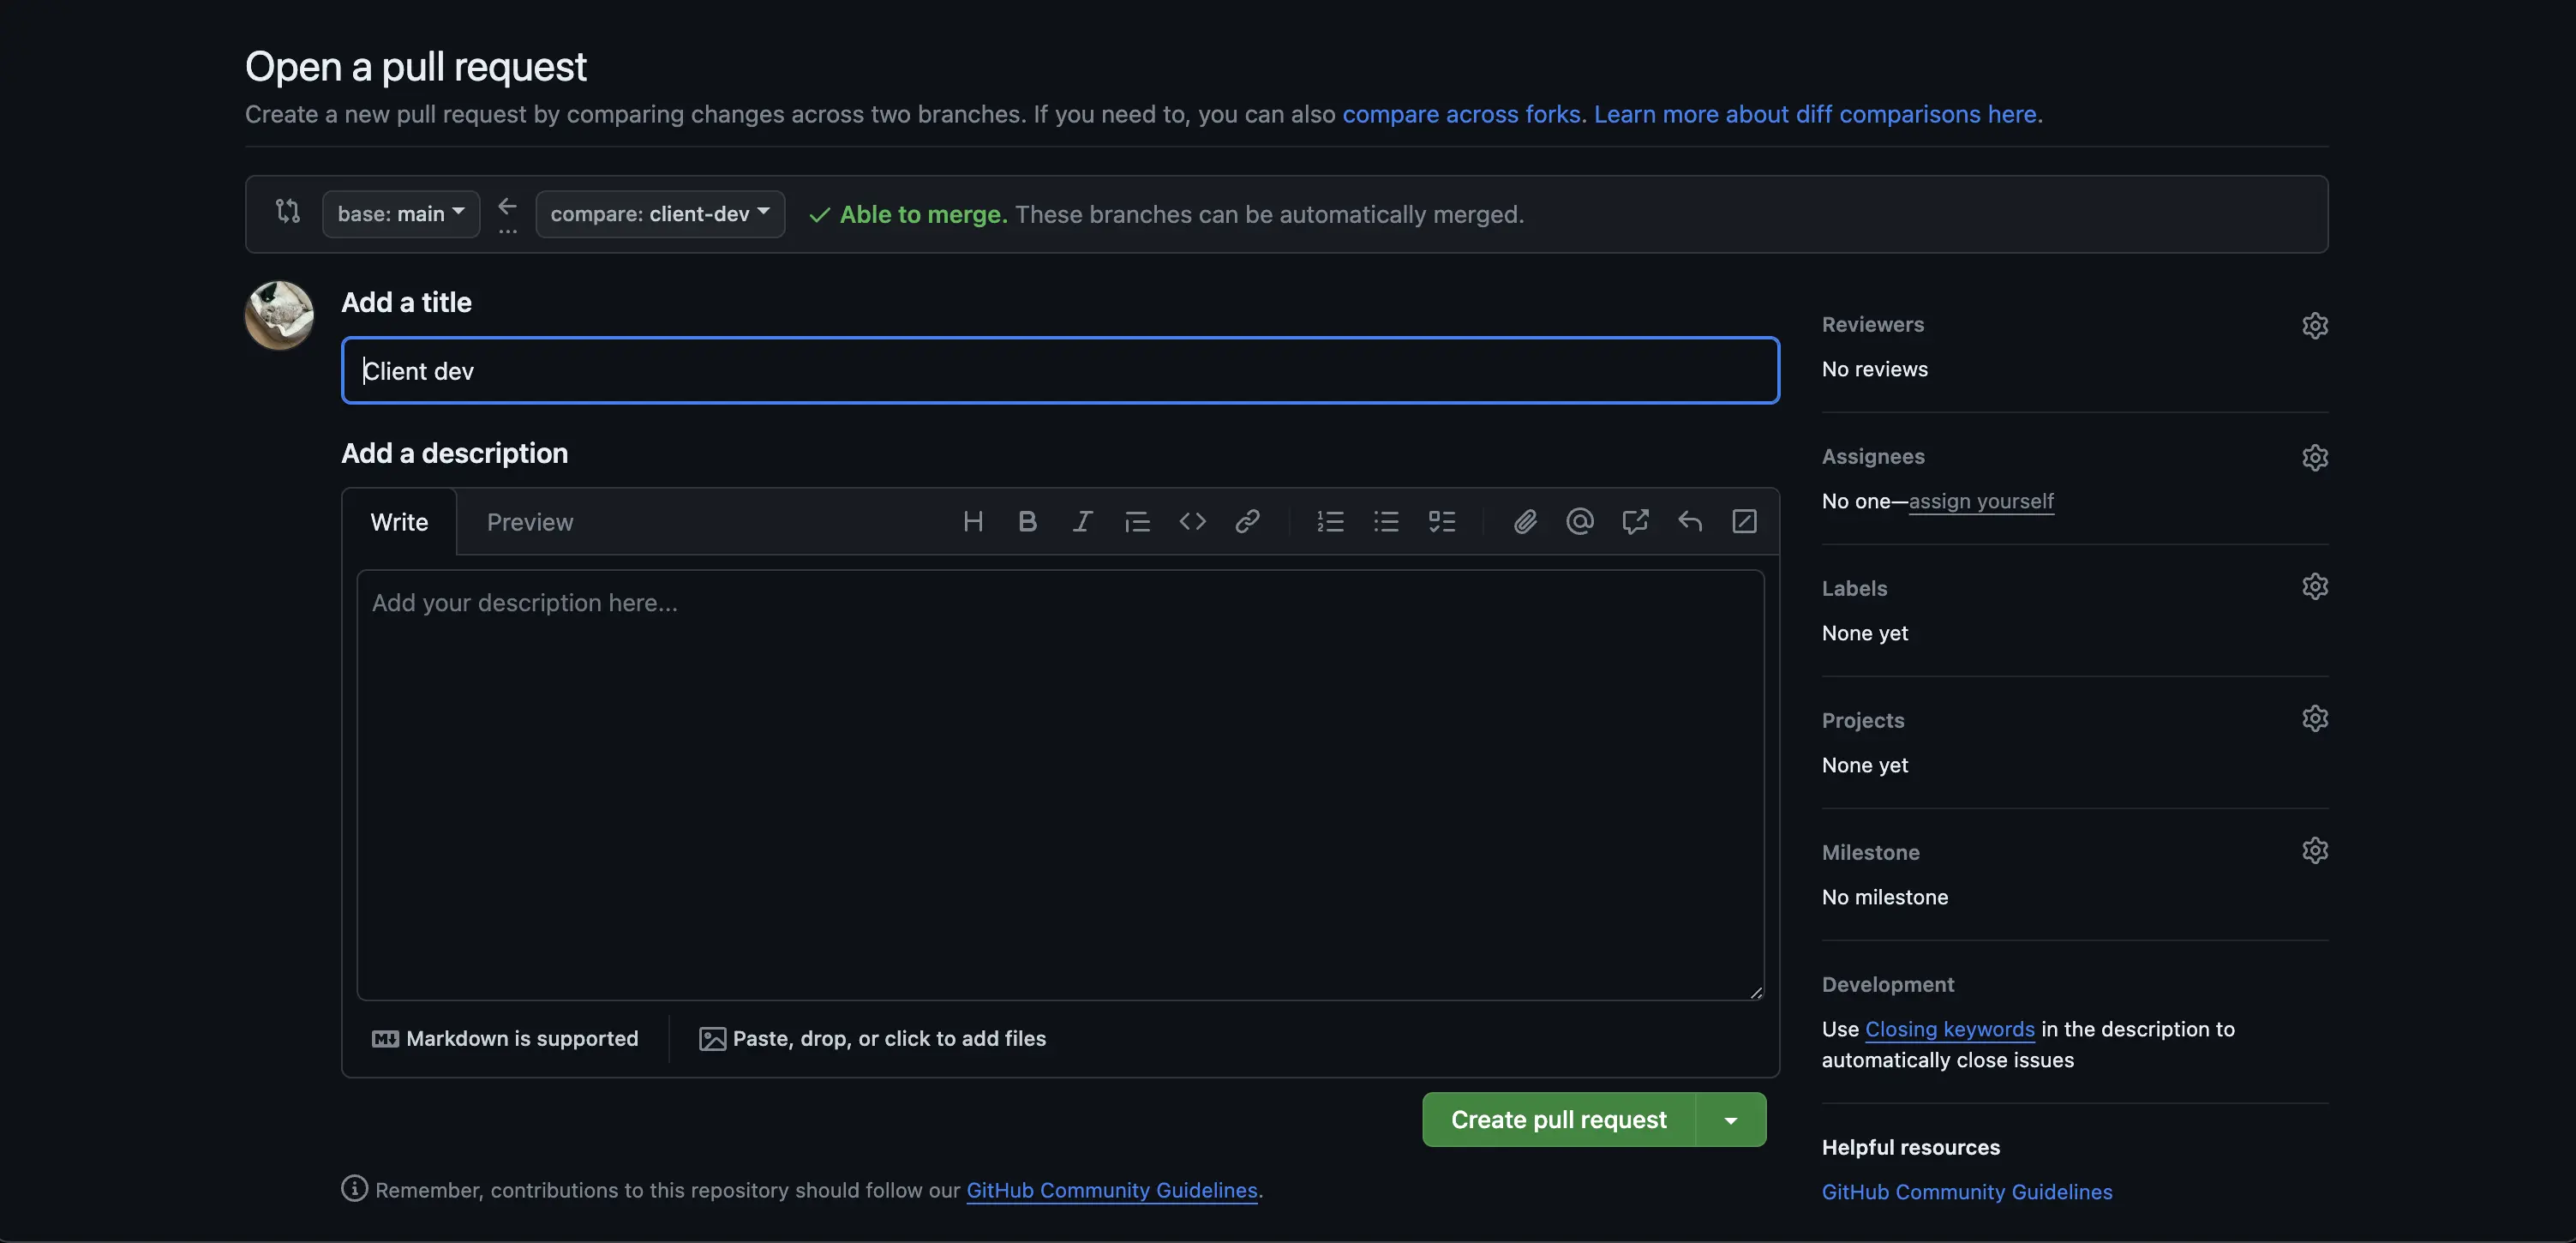 Open a pull request
Create a new pull request by comparing changes across two branches. If you need to, you can also compare across forks. Learn more about diff comparisons here.
base: main
...
compare: client-dev
Able to merge. These branches can be automatically merged.
Add a title
Client dev
Add a description
Write
Preview
Add your description here...
Markdown is supported
Paste, drop, or click to add files
Create pull request
Remember, contributions to this repository should follow our GitHub Community Guidelines.
Reviewers
No reviews
Assignees
No one—assign yourself
Labels
None yet
Projects
None yet
Milestone
No milestone
Development
Use Closing keywords in the description to
automatically close issues
Helpful resources
GitHub Community Guidelines